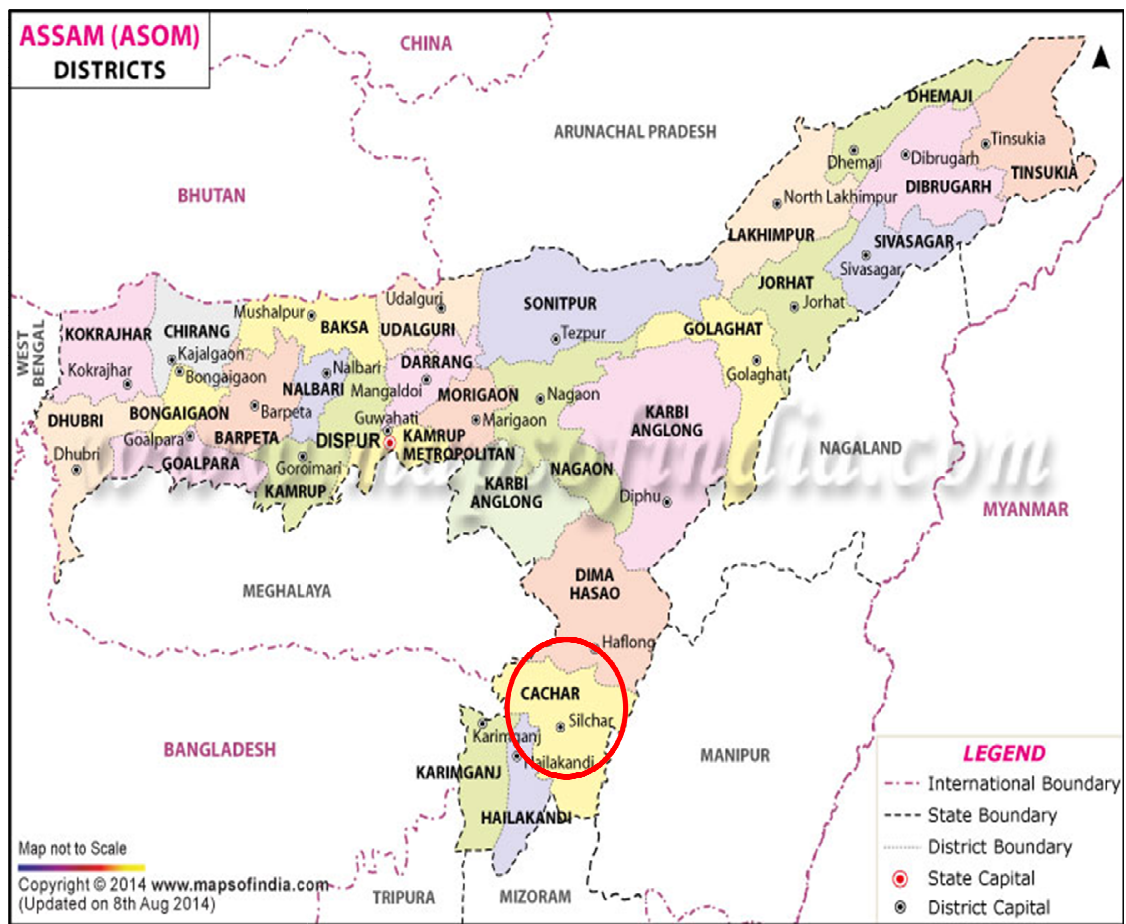 ASSAM (ASOM)
DISTRICTS
CHINA
ARUNACHAL PRADESH
BHUTAN
DHEMAJI
Dhemaji
Dibrugarh
DIBRUGARH
Tinsukia
TINSUKIA
North Lakhimpur
LAKHIMPUR
SIVASAGAR
Sivasagar
JORHAT
Jorhat
WEST
BENGAL
KOKRAJHAR
Kokrajhar
CHIRANG
Kajalgaon
Bongaigaon
BONGAIGAON
Mushalpur
BAKSA
Udalguri
UDALGURI
SONITPUR
Tezpur
GOLAGHAT
Golaghat
DHUBRI
Dhubri
Barpeta
BARPETA
Nalbari
NALBARI
DARRANG
Mangaldoi
MORIGAON
Marigaon
Nagaon
NAGAON
Guwahati
DISPUR
KAMRUP
METROPOLITAN
Goalpara
GOALPARA
Goroimari
KAMRUP
KARBI
ANGLONG
KARBI
ANGLONG
Diphu
NAGALAND
MYANMAR
www.mapsofindia.com
MEGHALAYA
DIMA
HASAO
Haflong
CACHAR
Silchar
Karimganj
KARIMGANJ
Hailakandi
HAILAKANDI
BANGLADESH
MANIPUR
TRIPURA
MIZORAM
LEGEND
International Boundary
State Boundary
District Boundary
State Capital
District Capital
Map not to Scale
Copyright © 2014 www.mapsofindia.com
(Updated on 8th Aug 2014)